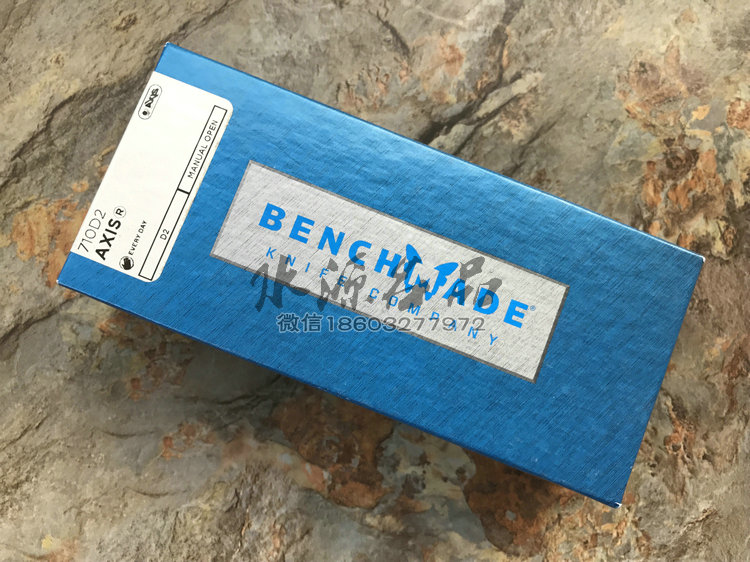 AXIS
710D2
AXIS®
EVERY DAY
D2
MANUAL OPEN
BENCHMADE®
KNIFE COMPANY
微信18603277972